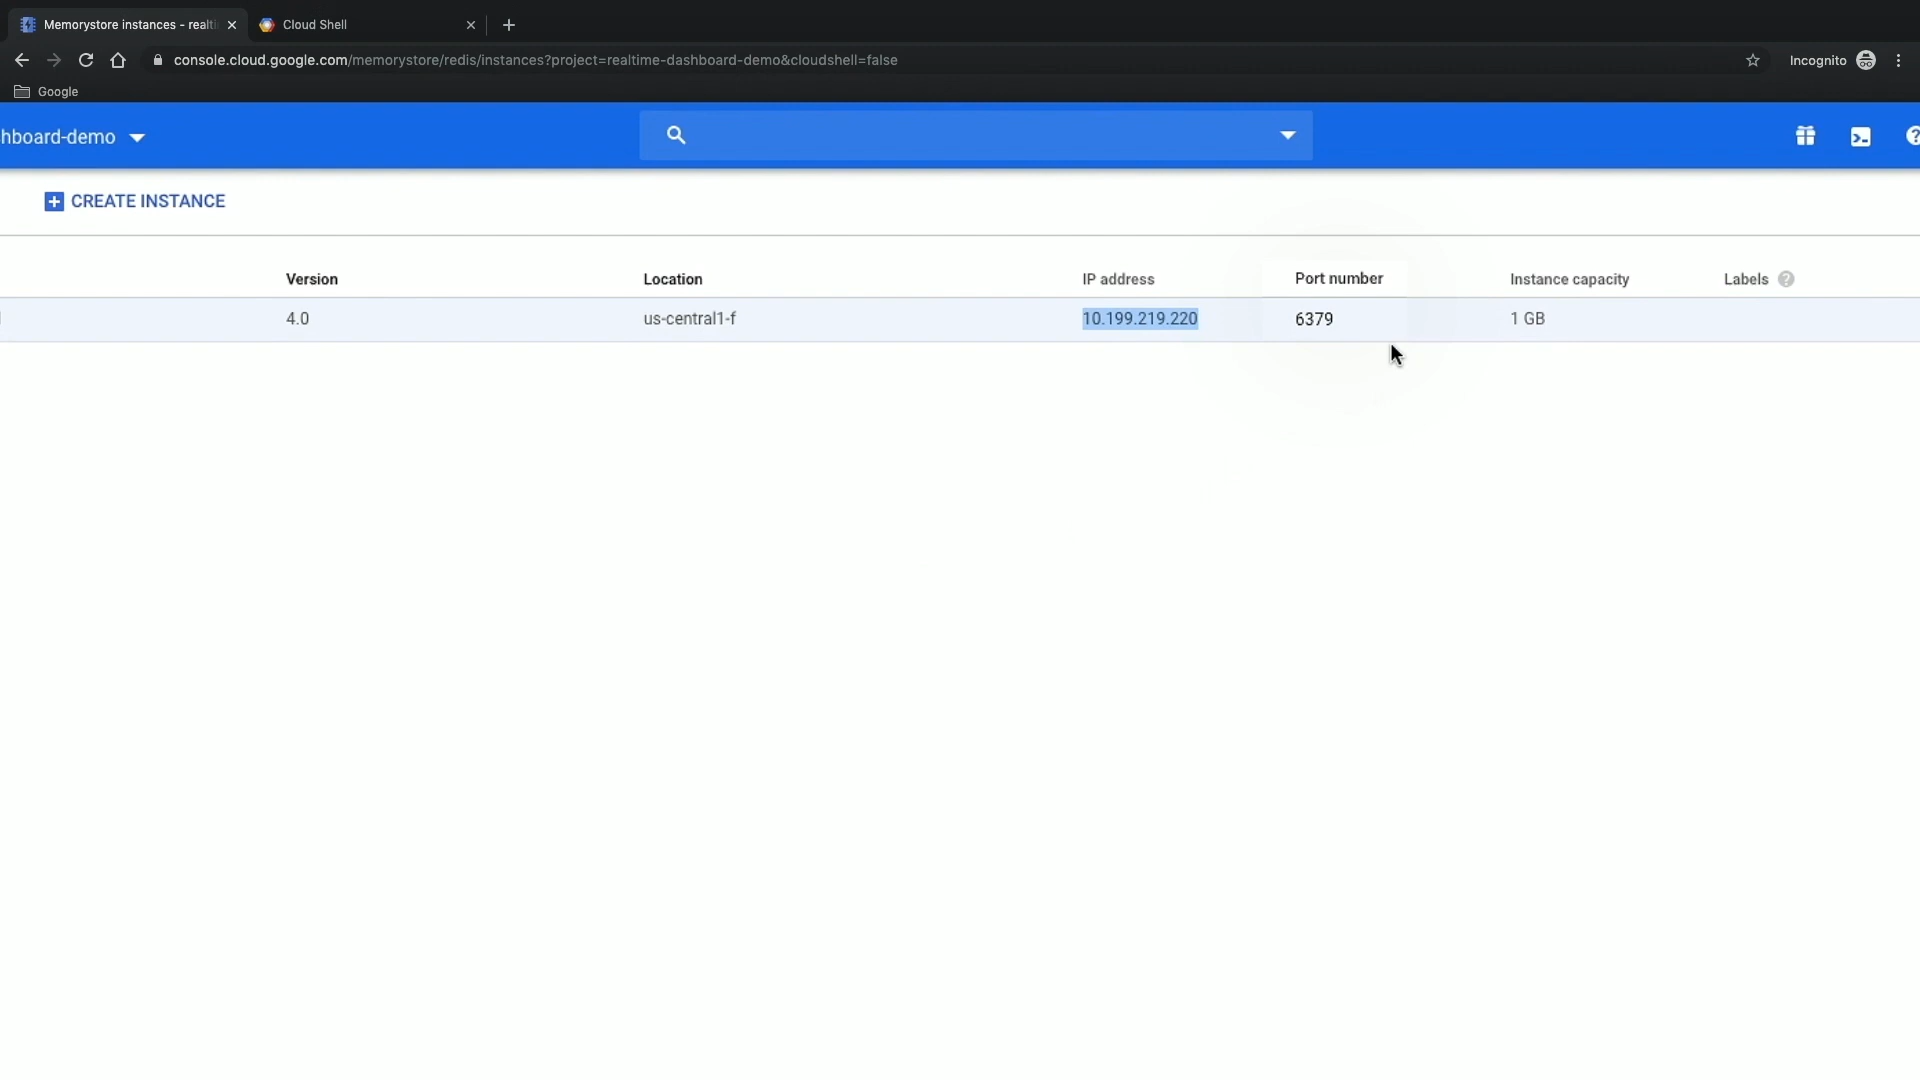 Memorystore instances - realti
Cloud Shell
console.cloud.google.com/memorystore/redis/instances?project=realtime-dashboard-demo&cloudshell=false
Incognito
Google
hboard-demo
CREATE INSTANCE
Version Location IP address Port number Instance capacity Labels
4.0 us-central1-f 10.199.219.220 6379 1 GB